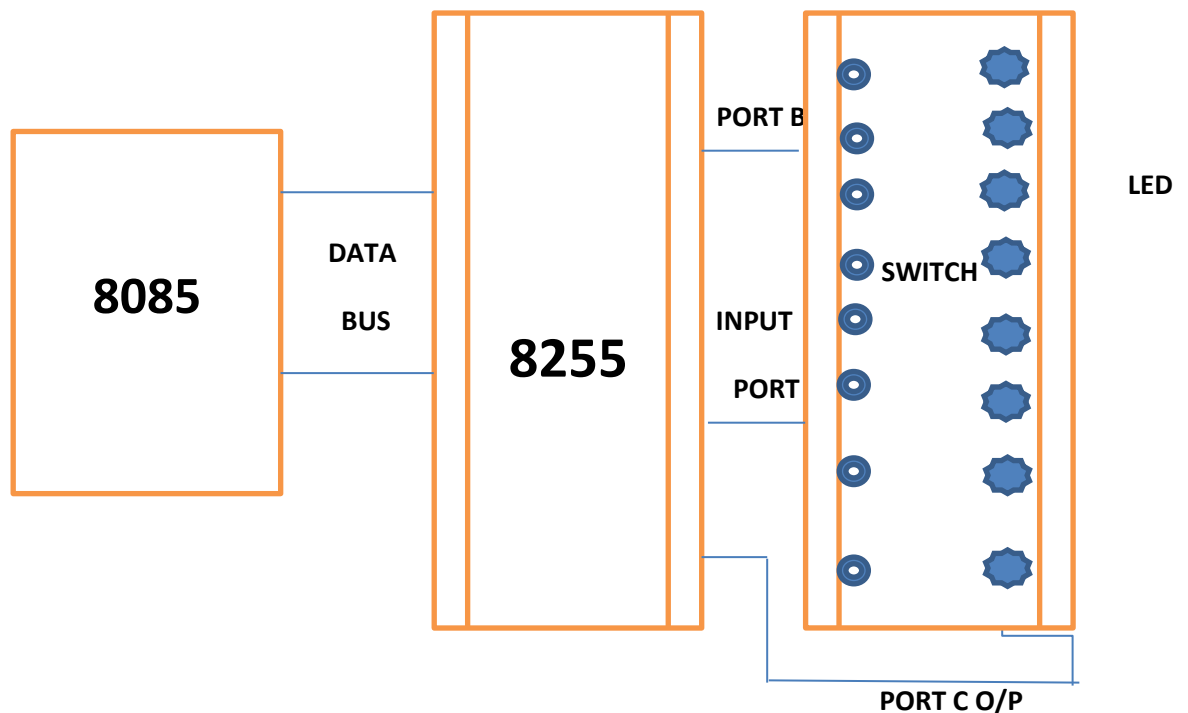 8085
DATA
BUS
8255
PORT B
INPUT
PORT
SWITCH
LED
PORT C O/P